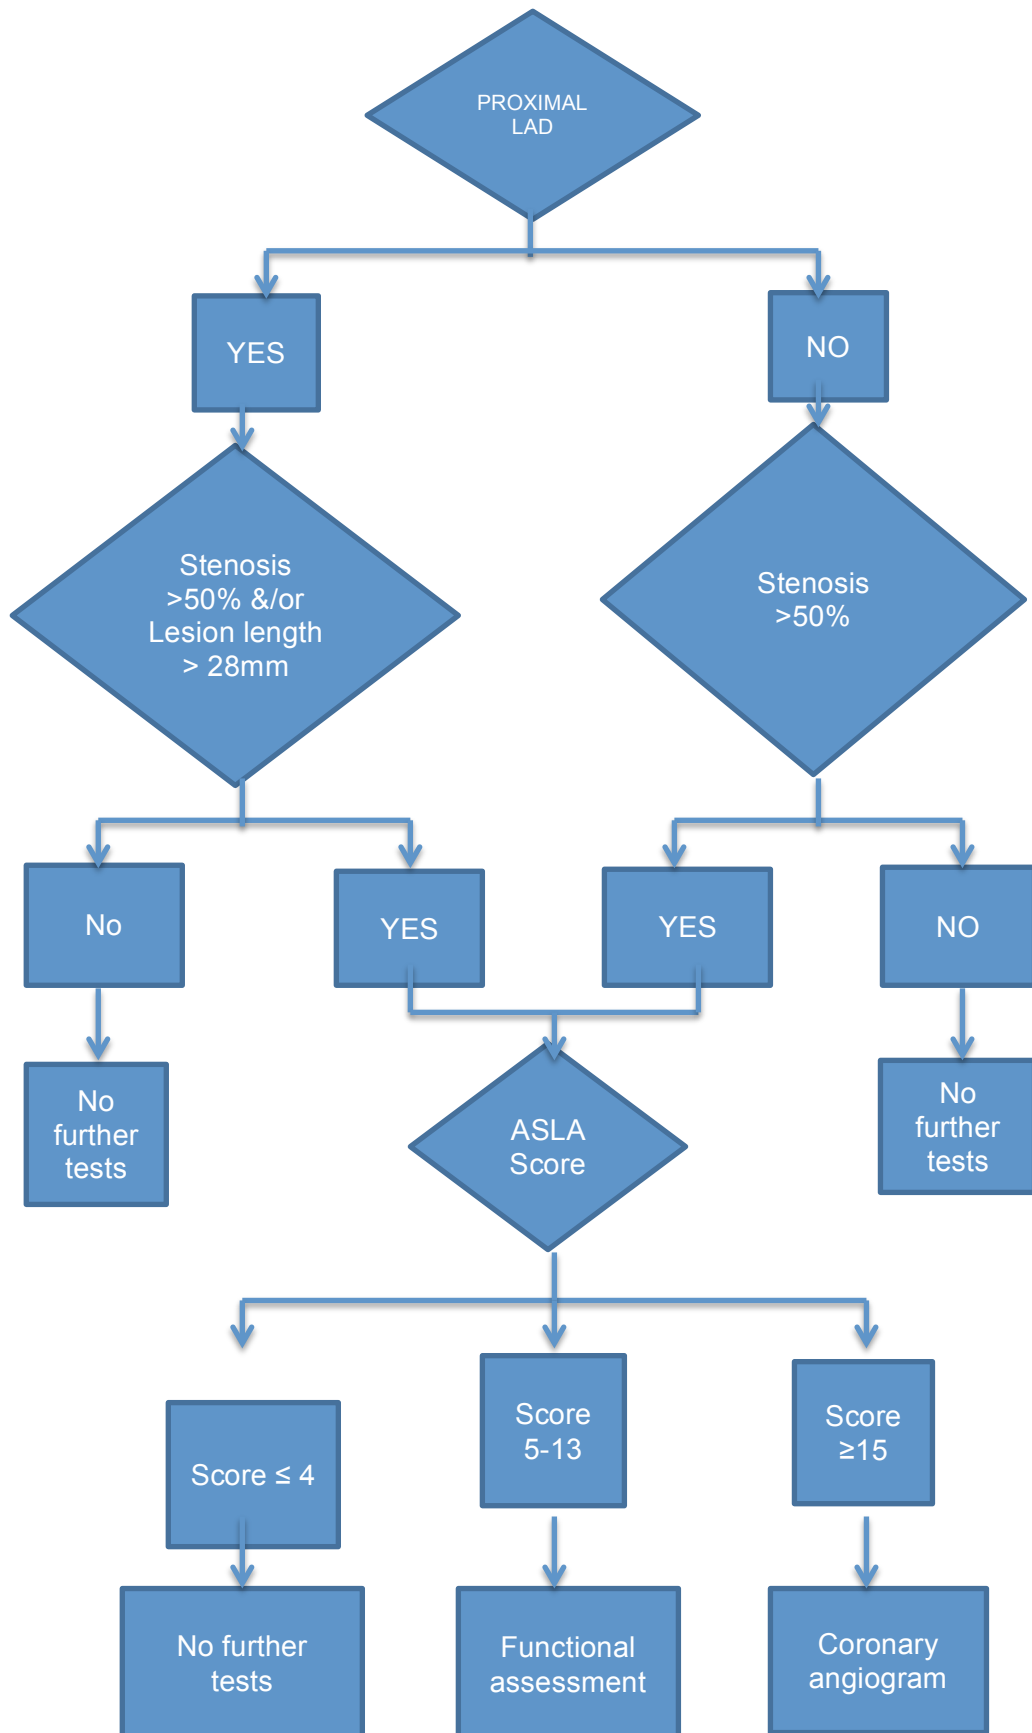 PROXIMAL
LAD
YES
NO
Stenosis
>50% &/or
Lesion length
> 28mm
Stenosis
>50%
No
YES
YES
NO
No
further
tests
ASLA
Score
No
further
tests
Score ≤ 4
Score
5-13
Score
≥15
No further
tests
Functional
assessment
Coronary
angiogram